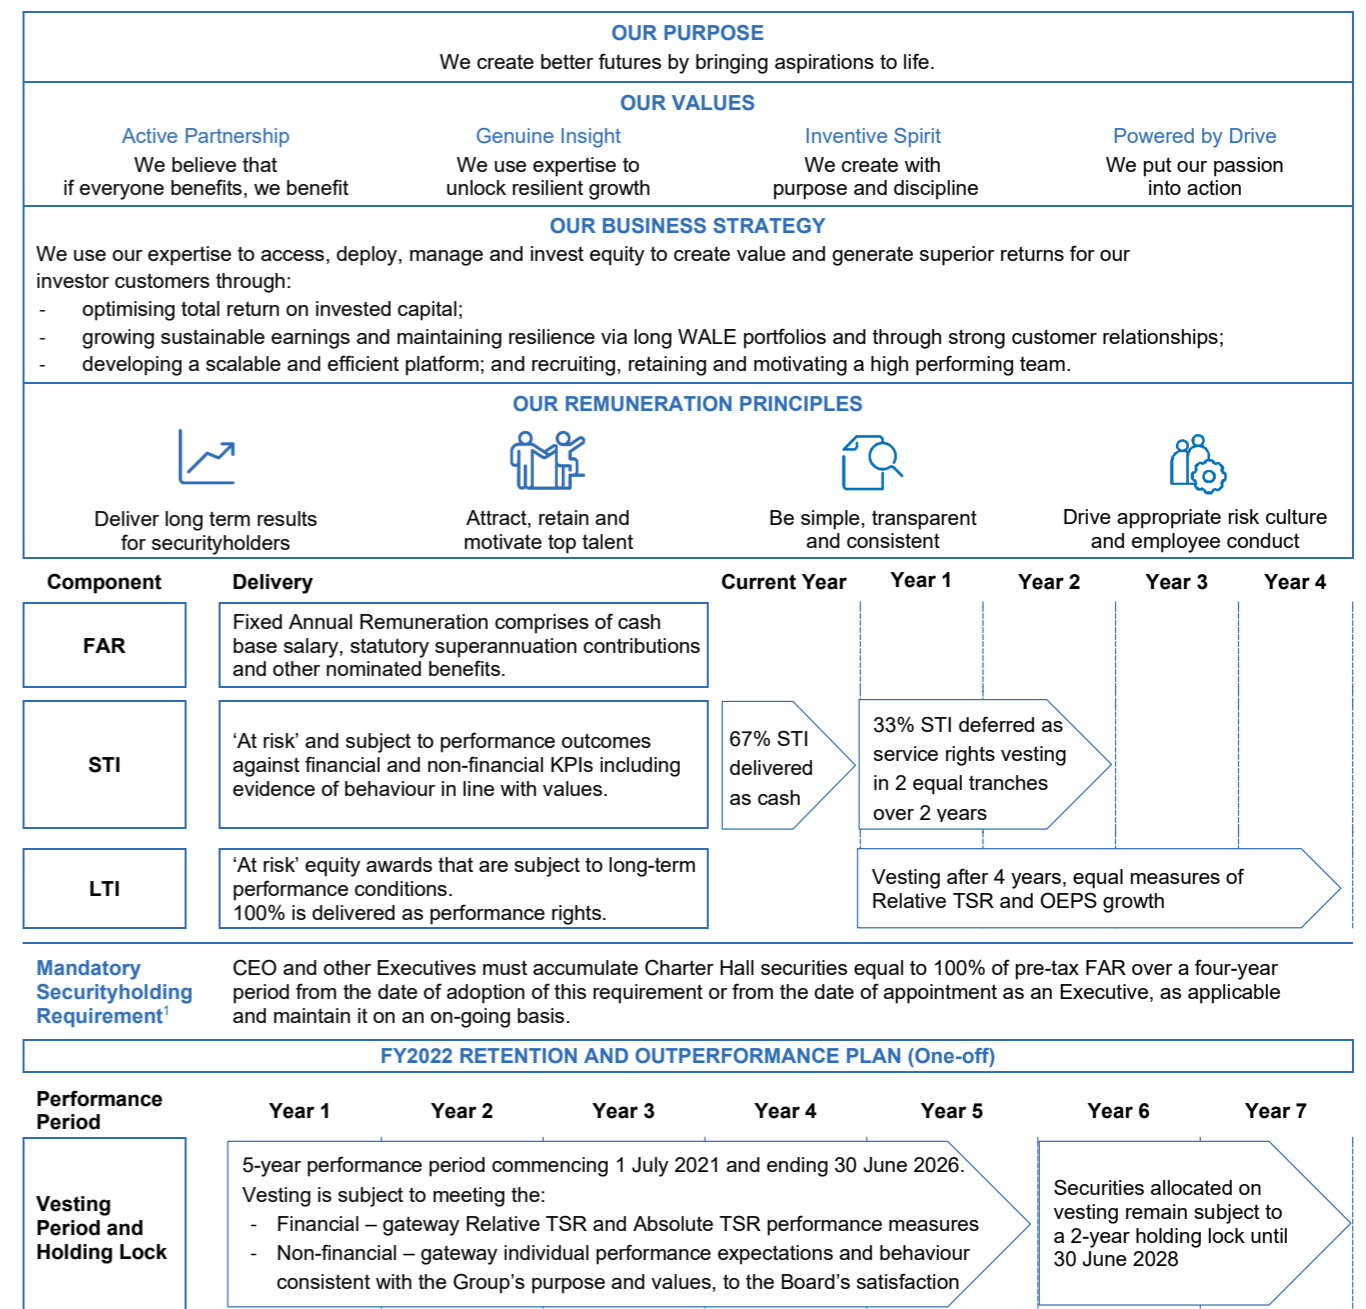 OUR PURPOSE
We create better futures by bringing aspirations to life.
OUR VALUES
Active Partnership
We believe that
if everyone benefits, we benefit
Genuine Insight
We use expertise to
unlock resilient growth
Inventive Spirit
We create with
purpose and discipline
Powered by Drive
We put our passion
into action
OUR BUSINESS STRATEGY
We use our expertise to access, deploy, manage and invest equity to create value and generate superior returns for our
investor customers through:
- optimising total return on invested capital;
- growing sustainable earnings and maintaining resilience via long WALE portfolios and through strong customer relationships;
- developing a scalable and efficient platform; and recruiting, retaining and motivating a high performing team.
OUR REMUNERATION PRINCIPLES
Deliver long term results
for securityholders
Attract, retain and
motivate top talent
Be simple, transparent
and consistent
Drive appropriate risk culture
and employee conduct
Component Delivery Current Year Year 1 Year 2 Year 3 Year 4
FAR
Fixed Annual Remuneration comprises of cash
base salary, statutory superannuation contributions
and other nominated benefits.
STI
‘At risk’ and subject to performance outcomes
against financial and non-financial KPIs including
evidence of behaviour in line with values.
67% STI
delivered
as cash
33% STI deferred as
service rights vesting
in 2 equal tranches
over 2 years
LTI
‘At risk’ equity awards that are subject to long-term
performance conditions.
100% is delivered as performance rights.
Vesting after 4 years, equal measures of
Relative TSR and OEPS growth
Mandatory
Securityholding
Requirement¹
CEO and other Executives must accumulate Charter Hall securities equal to 100% of pre-tax FAR over a four-year
period from the date of adoption of this requirement or from the date of appointment as an Executive, as applicable
and maintain it on an on-going basis.
FY2022 RETENTION AND OUTPERFORMANCE PLAN (One-off)
Performance
Period
Year 1 Year 2 Year 3 Year 4 Year 5 Year 6 Year 7
Vesting
Period and
Holding Lock
5-year performance period commencing 1 July 2021 and ending 30 June 2026.
Vesting is subject to meeting the:
- Financial – gateway Relative TSR and Absolute TSR performance measures
- Non-financial – gateway individual performance expectations and behaviour
consistent with the Group’s purpose and values, to the Board’s satisfaction
Securities allocated on
vesting remain subject to
a 2-year holding lock until
30 June 2028